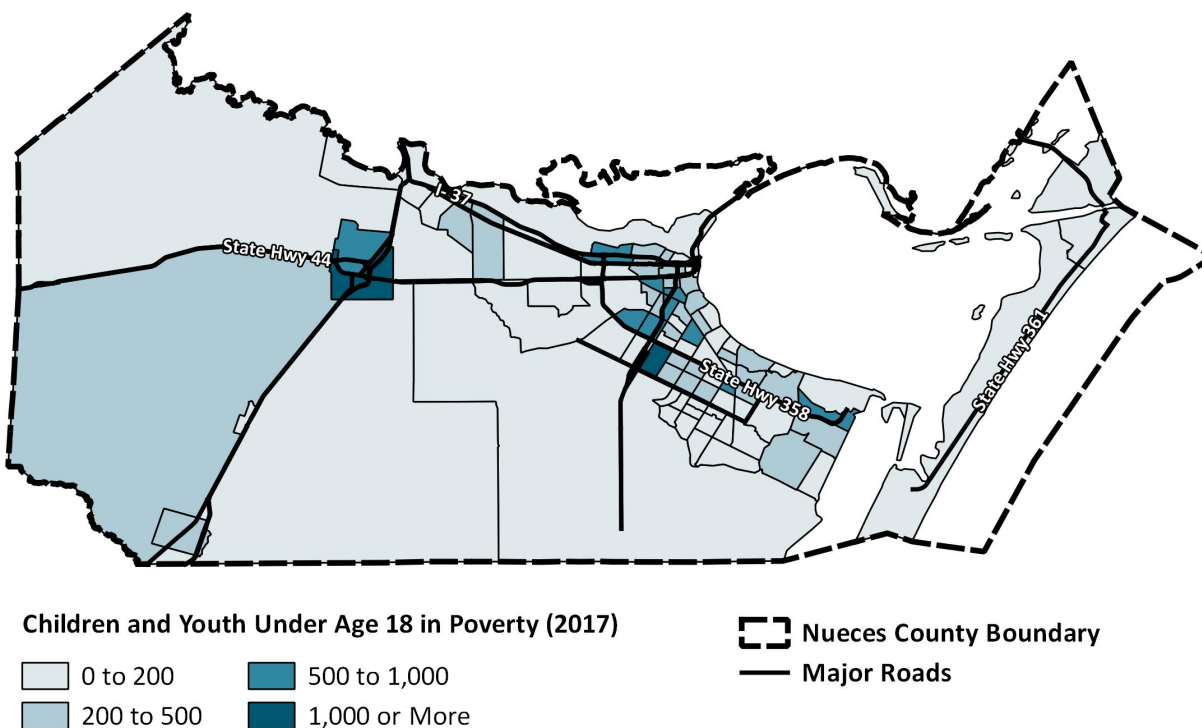 I- 37
State Hwy 44
State Hwy 361
State Hwy 358
Children and Youth Under Age 18 in Poverty (2017)
0 to 200
500 to 1,000
200 to 500
1,000 or More
Nueces County Boundary
Major Roads